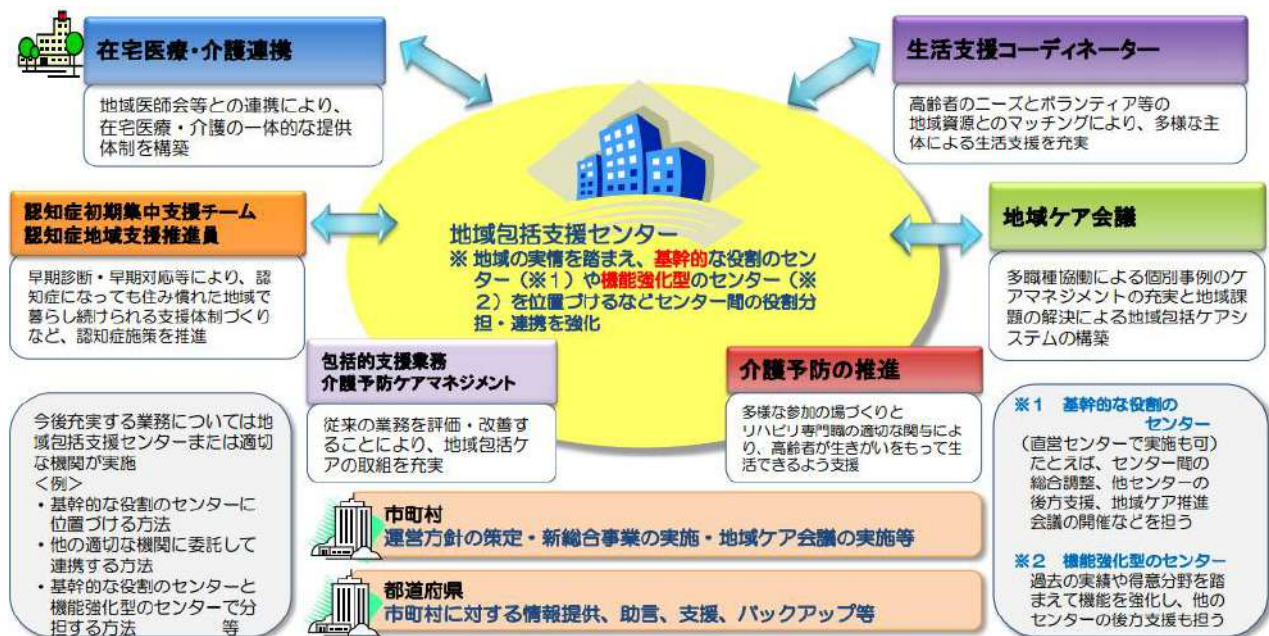 在宅医療・介護連携
地域医師会等との連携により、
在宅医療・介護の一体的な提供
体制を構築
生活支援コーディネーター
高齢者のニーズとボランティア等の
地域資源とのマッチングにより、多様な主
体による生活支援を充実
認知症初期集中支援チーム
認知症地域支援推進員
早期診断・早期対応等により、認
知症になっても住み慣れた地域で
暮らし続けられる支援体制づくり
など、認知症施策を推進
地域包括支援センター
※ 地域の実情を踏まえ、基幹的な役割のセン
ター（※１）や機能強化型のセンター（※
２）を位置づけるなどセンター間の役割分
担・連携を強化
地域ケア会議
多職種協働による個別事例のケ
アマネジメントの充実と地域課
題の解決による地域包括ケアシ
ステムの構築
包括的支援業務
介護予防ケアマネジメント
従来の業務を評価・改善す
ることにより、地域包括ケ
アの取組を充実
介護予防の推進
多様な参加の場づくりと
リハビリ専門職の適切な関与によ
り、高齢者が生きがいをもって生
活できるよう支援
今後充実する業務については地
域包括支援センターまたは適切
な機関が実施
＜例＞
・基幹的な役割のセンターに
位置づける方法
・他の適切な機関に委託して
連携する方法
・基幹的な役割のセンターと
機能強化型のセンターで分
担する方法 等
市町村
運営方針の策定・新総合事業の実施・地域ケア会議の実施等
都道府県
市町村に対する情報提供、助言、支援、バックアップ等
※１ 基幹的な役割の
センター
（直営センターで実施も可）
たとえば、センター間の
総合調整、他センターの
後方支援、地域ケア推進
会議の開催などを担う
※２ 機能強化型のセンター
過去の実績や得意分野を踏
まえて機能を強化し、他の
センターの後方支援も担う